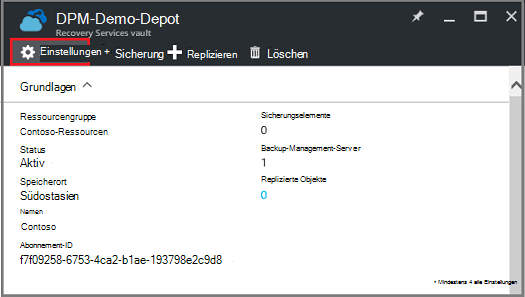 DPM-Demo-Depot
Recovery Services vault
Einstellungen + Sicherung + Replizieren Löschen
Grundlagen
Ressourcengruppe
Contoso-Ressourcen
Sicherungselemente
0
Status
Aktiv
Backup-Management-Server
1
Speicherort
Südostasien
Replizierte Objekte
0
Namen
Contoso
Abonnement-ID
f7f09258-6753-4ca2-b1ae-193798e2c9d8
• Mindestens 4 alle Einstellungen